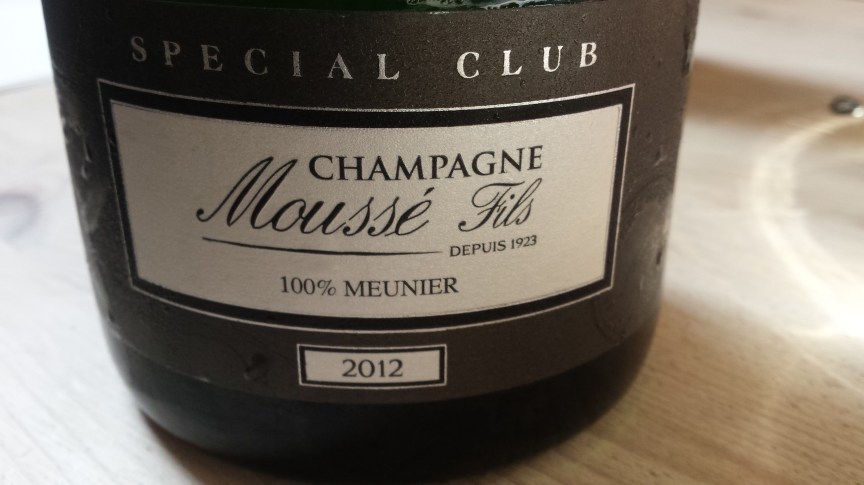 SPECIAL CLUB
CHAMPAGNE
Moussé Fils
DEPUIS 1923
100% MEUNIER
2012